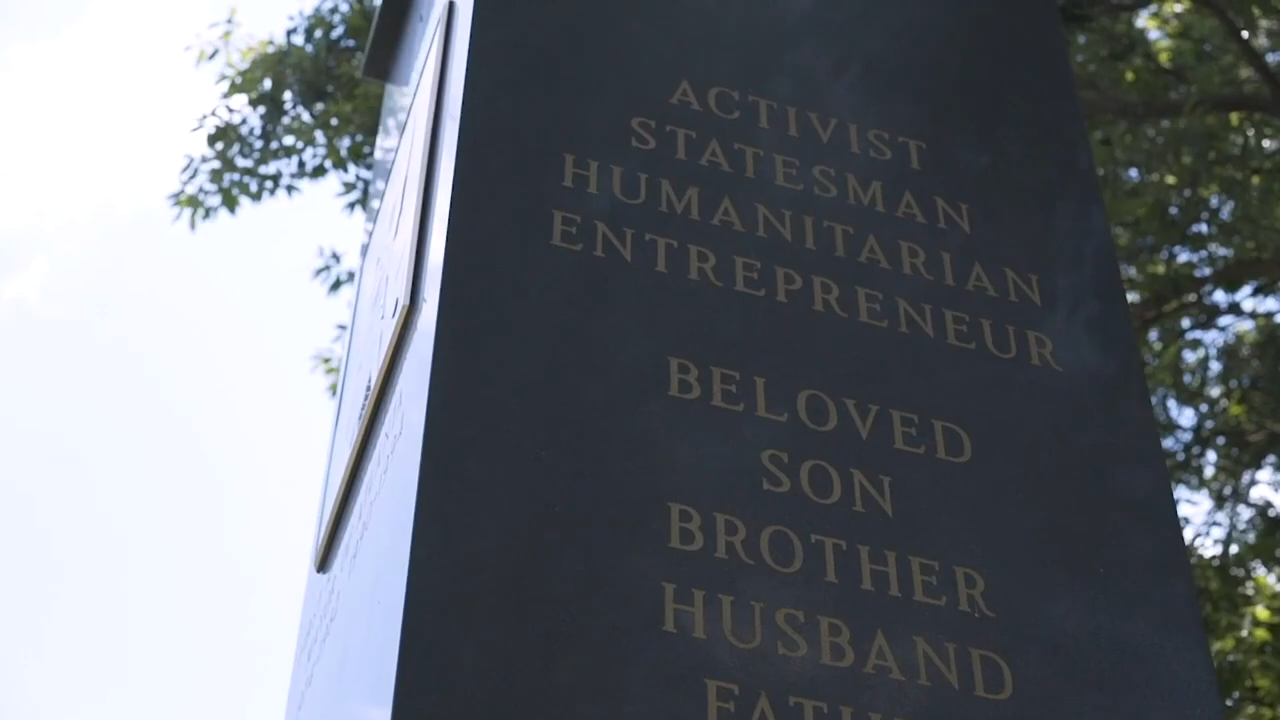 ACTIVIST
STATESMAN
HUMANITARIAN
ENTREPRENEUR
BELOVED
SON
BROTHER
HUSBAND